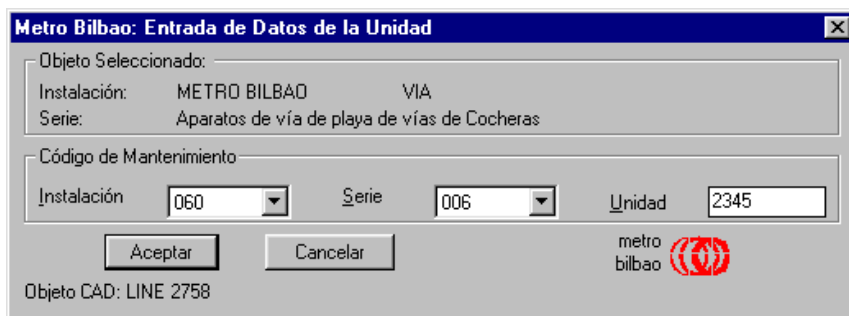 Metro Bilbao: Entrada de Datos de la Unidad
Objeto Seleccionado:
Instalación: METRO BILBAO VIA
Serie: Aparatos de vía de playa de vías de Cocheras
Código de Mantenimiento
Instalación 060 Serie 006 Unidad 2345
Aceptar Cancelar metro
bilbao
Objeto CAD: LINE 2758